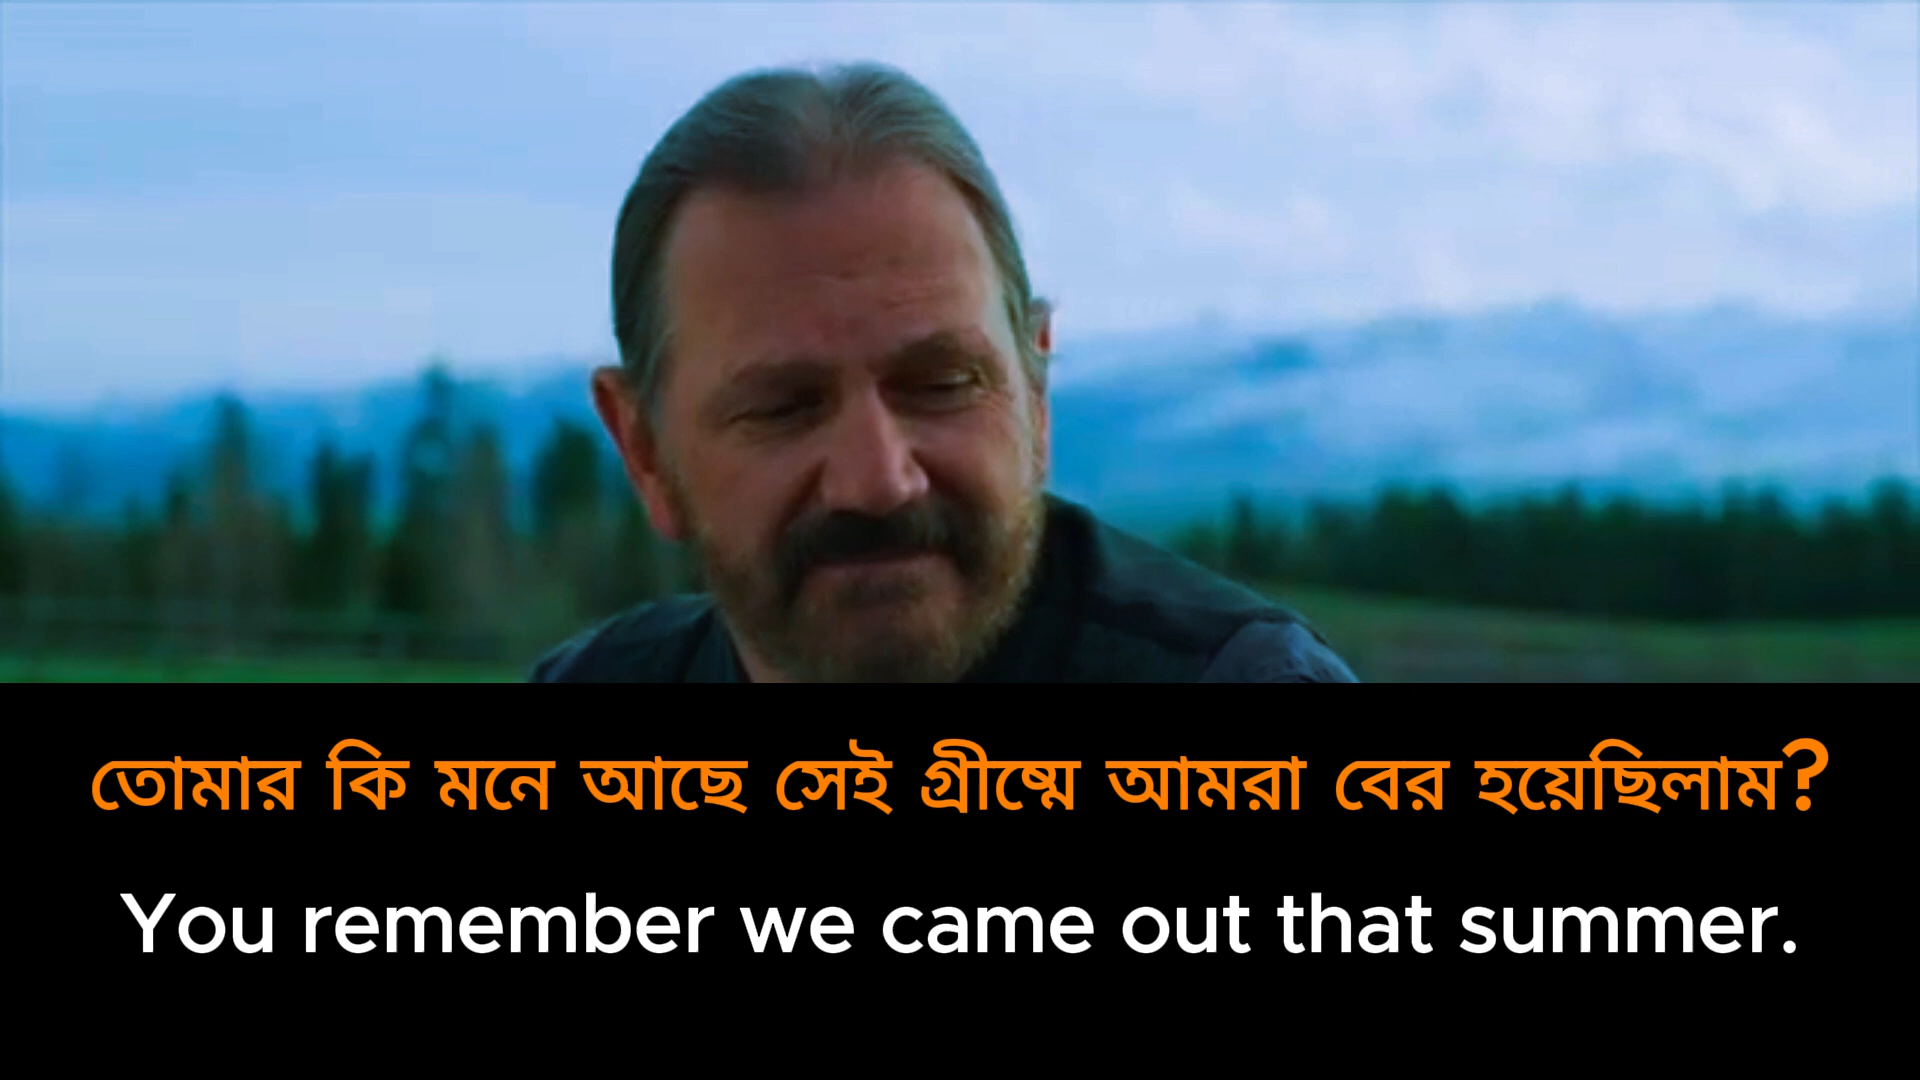 তোমার কি মনে আছে সেই গ্রীষ্মে আমরা বের হয়েছিলাম?
You remember we came out that summer.